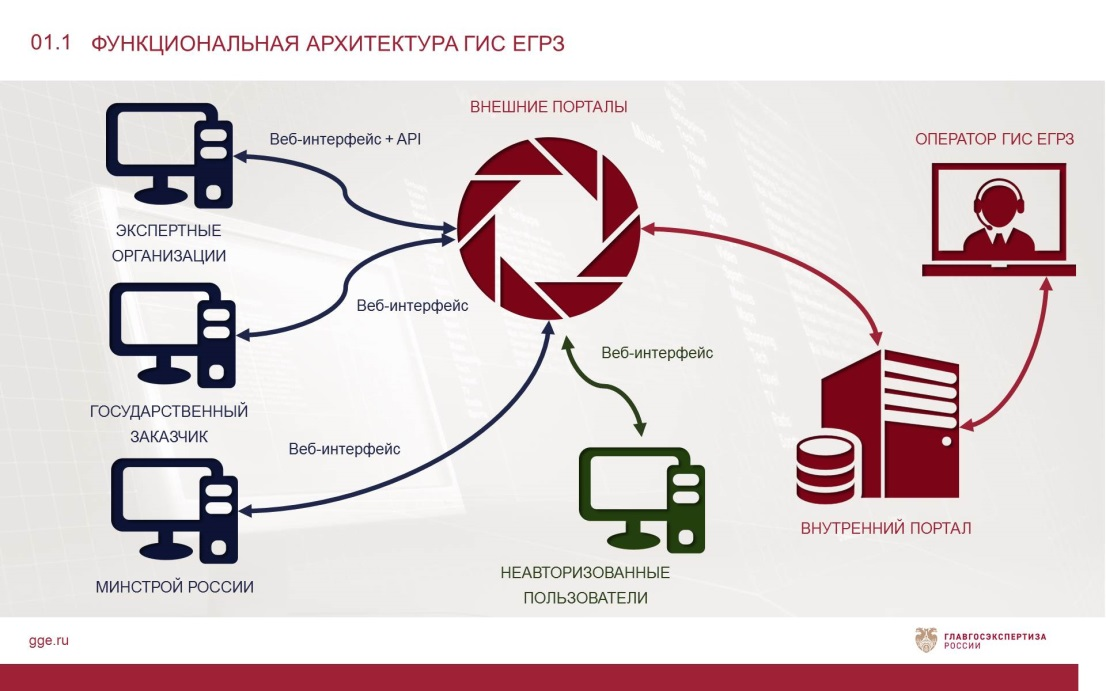 01.1 ФУНКЦИОНАЛЬНАЯ АРХИТЕКТУРА ГИС ЕГРЗ
ВНЕШНИЕ ПОРТАЛЫ
Веб-интерфейс + API
ОПЕРАТОР ГИС ЕГРЗ
ЭКСПЕРТНЫЕ
ОРГАНИЗАЦИИ
Веб-интерфейс
Веб-интерфейс
ГОСУДАРСТВЕННЫЙ
ЗАКАЗЧИК
Веб-интерфейс
ВНУТРЕННИЙ ПОРТАЛ
МИНСТРОЙ РОССИИ
НЕАВТОРИЗОВАННЫЕ
ПОЛЬЗОВАТЕЛИ
gge.ru
ГЛАВГОСЭКСПЕРТИЗА
РОССИИ